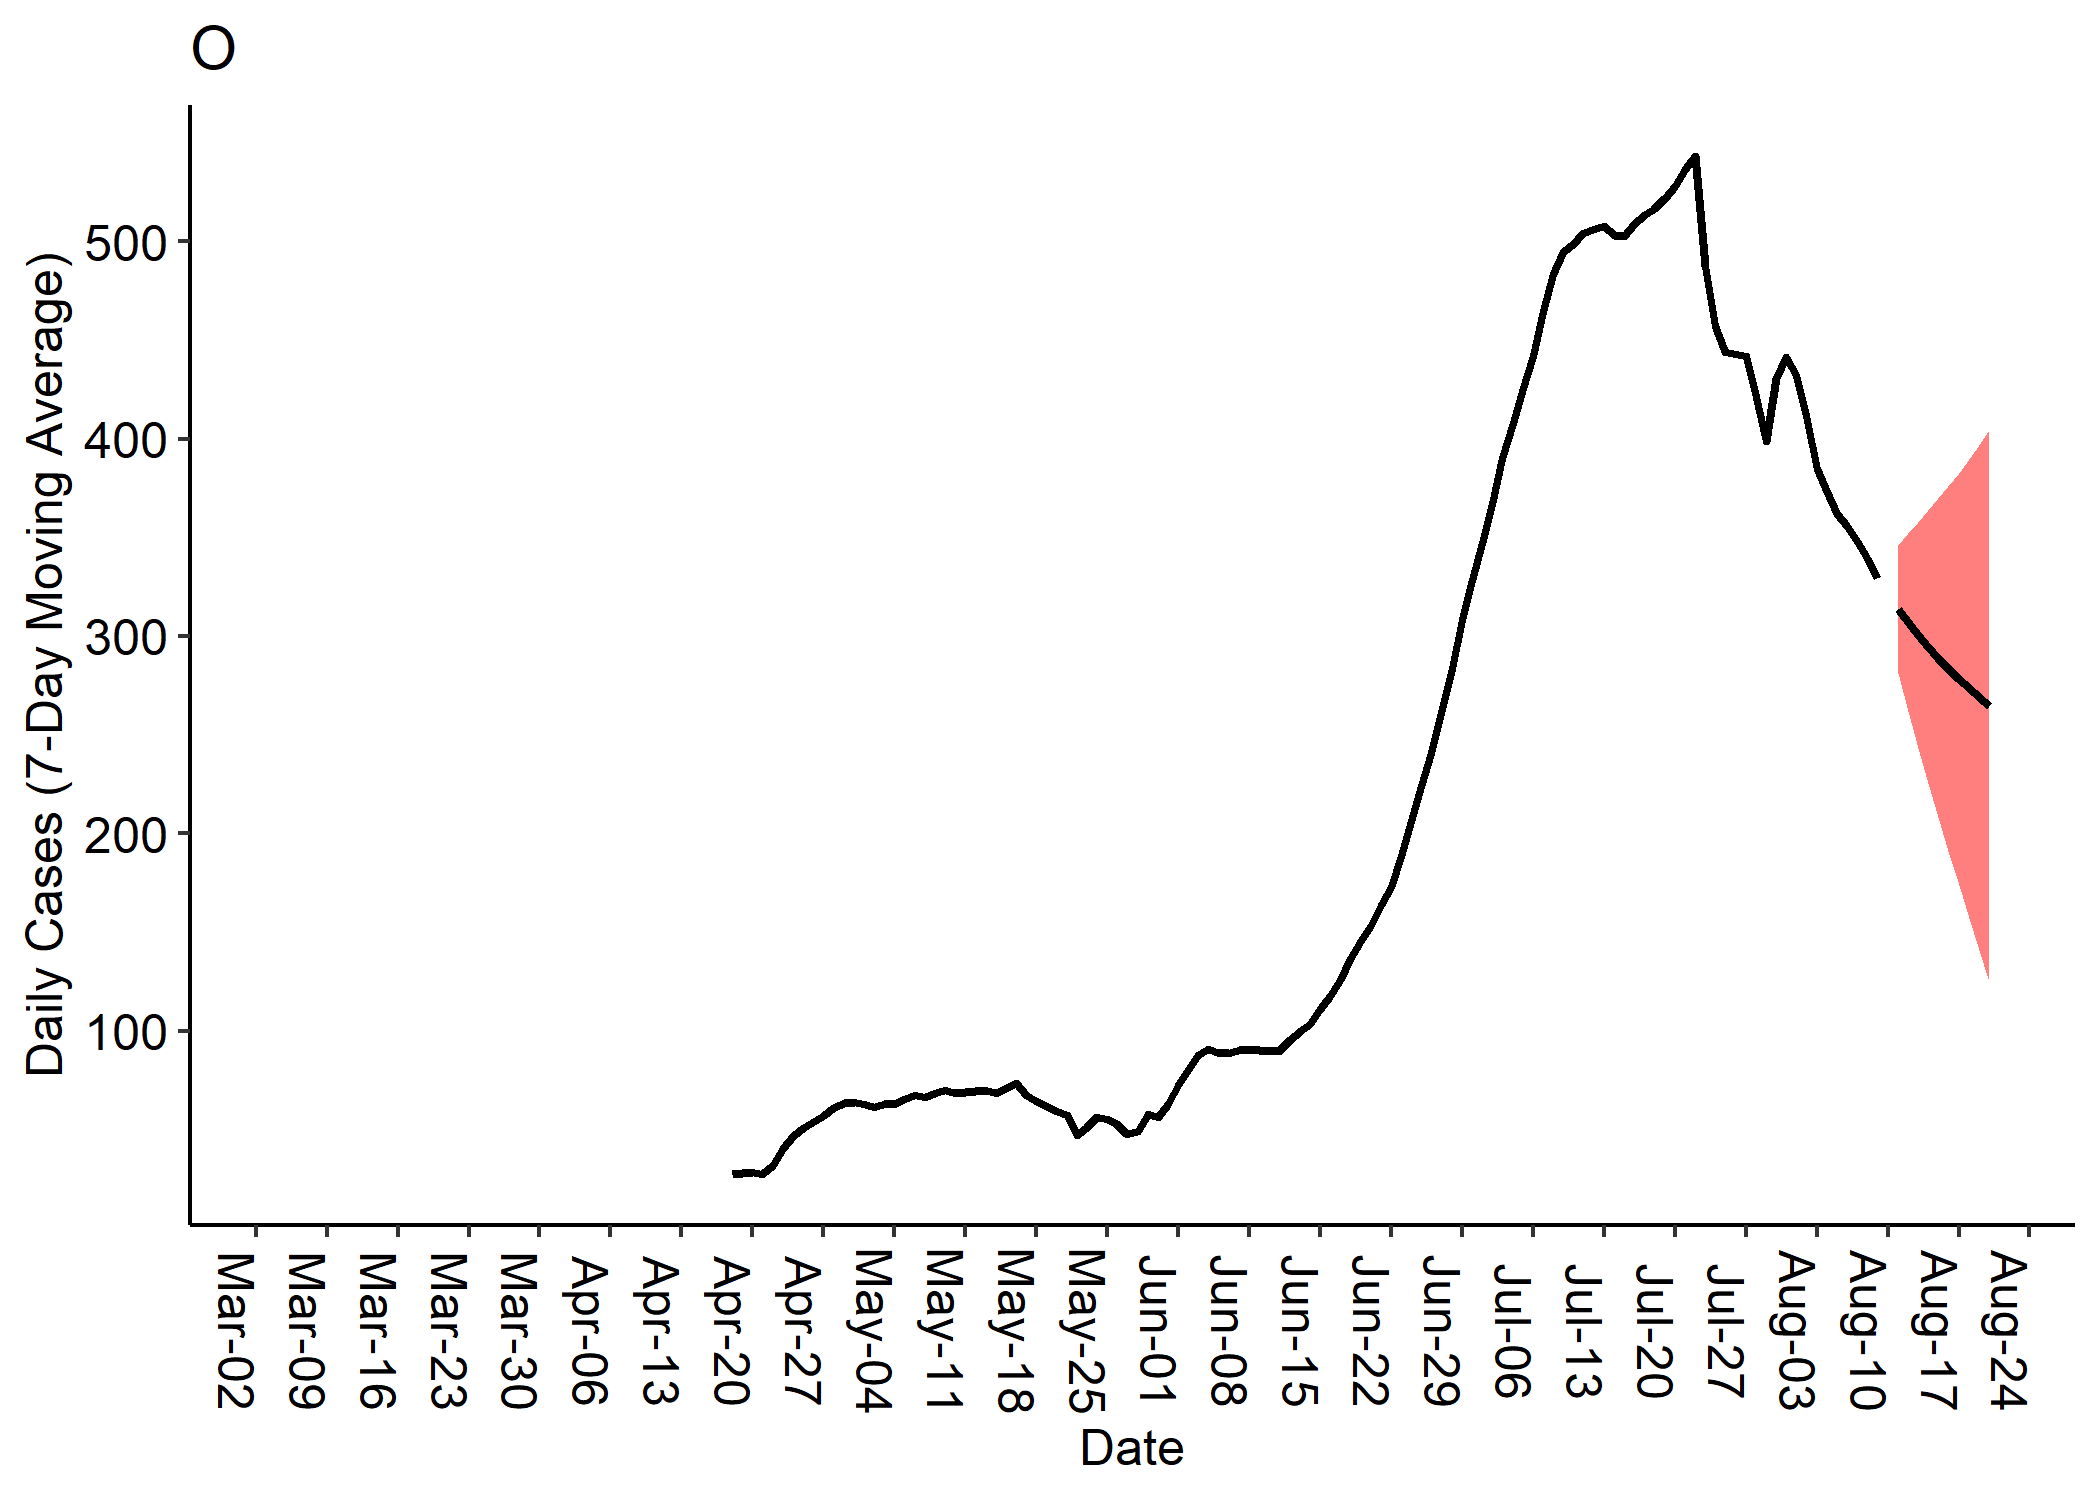 O
Daily Cases (7-Day Moving Average)
500
400
300
200
100
Mar-02
Mar-09
Mar-16
Mar-23
Mar-30
Apr-06
Apr-13
Apr-20
Apr-27
May-04
May-11
May-18
May-25
Jun-01
Jun-08
Jun-15
Jun-22
Jun-29
Jul-06
Jul-13
Jul-20
Jul-27
Aug-03
Aug-10
Aug-17
Aug-24
Date